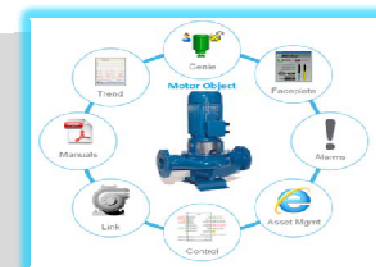 Genie
Motor Object
Trend
Faceplate
Manuals
Alarms
Link
Asset Mgmt
Control